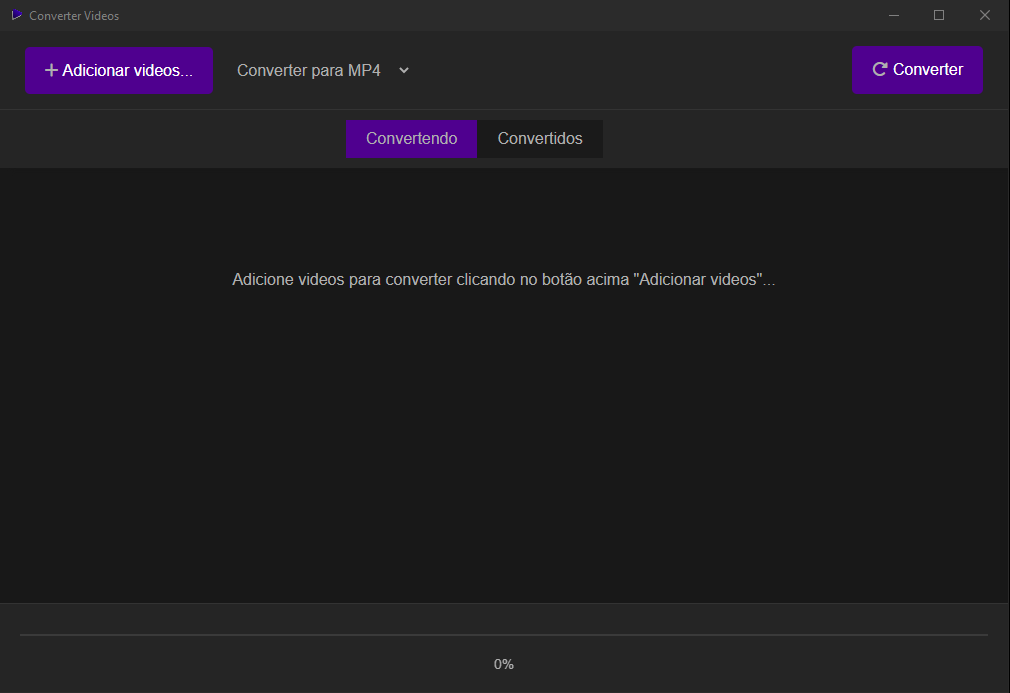 Converter Videos
Adicionar videos...
Converter para MP4
Converter
Convertendo
Convertidos
Adicione videos para converter clicando no botão acima "Adicionar videos"...
0%